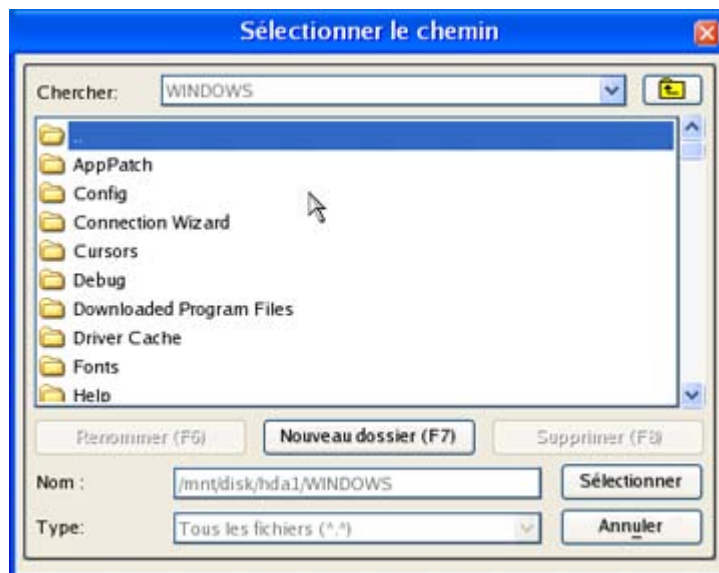 Sélectionner le chemin
Chercher: WINDOWS
..
AppPatch
Config
Connection Wizard
Cursors
Debug
Downloaded Program Files
Driver Cache
Fonts
Help
Renommer (F6) Nouveau dossier (F7) Supprimer (F8)
Nom : /mnt/disk/hda1/WINDOWS Sélectionner
Type: Tous les fichiers (*.*) Annuler